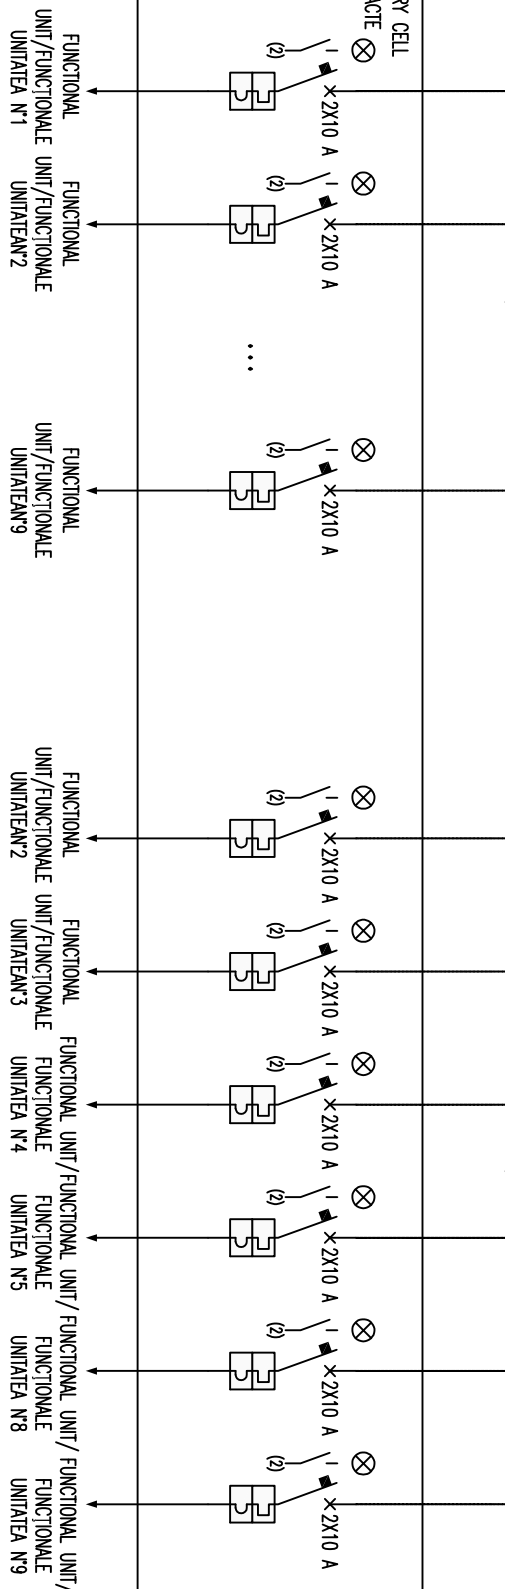 RY CELL
ACTE
(2)
2X10 A
FUNCTIONAL
UNIT/FUNCȚIONALE
UNITATEA N°1
(2)
2X10 A
FUNCTIONAL
UNIT/FUNCȚIONALE
UNITATEAN°2
...
(2)
2X10 A
FUNCTIONAL
UNIT/FUNCȚIONALE
UNITATEAN°9
(2)
2X10 A
FUNCTIONAL
UNIT/FUNCȚIONALE
UNITATEAN°2
(2)
2X10 A
FUNCTIONAL
UNIT/FUNCȚIONALE
UNITATEAN°3
(2)
2X10 A
FUNCTIONAL UNIT/
FUNCȚIONALE
UNITATEA N°4
(2)
2X10 A
FUNCTIONAL UNIT/
FUNCȚIONALE
UNITATEA N°5
(2)
2X10 A
FUNCTIONAL UNIT/
FUNCȚIONALE
UNITATEA N°8
(2)
2X10 A
FUNCTIONAL UNIT/
FUNCȚIONALE
UNITATEA N°9